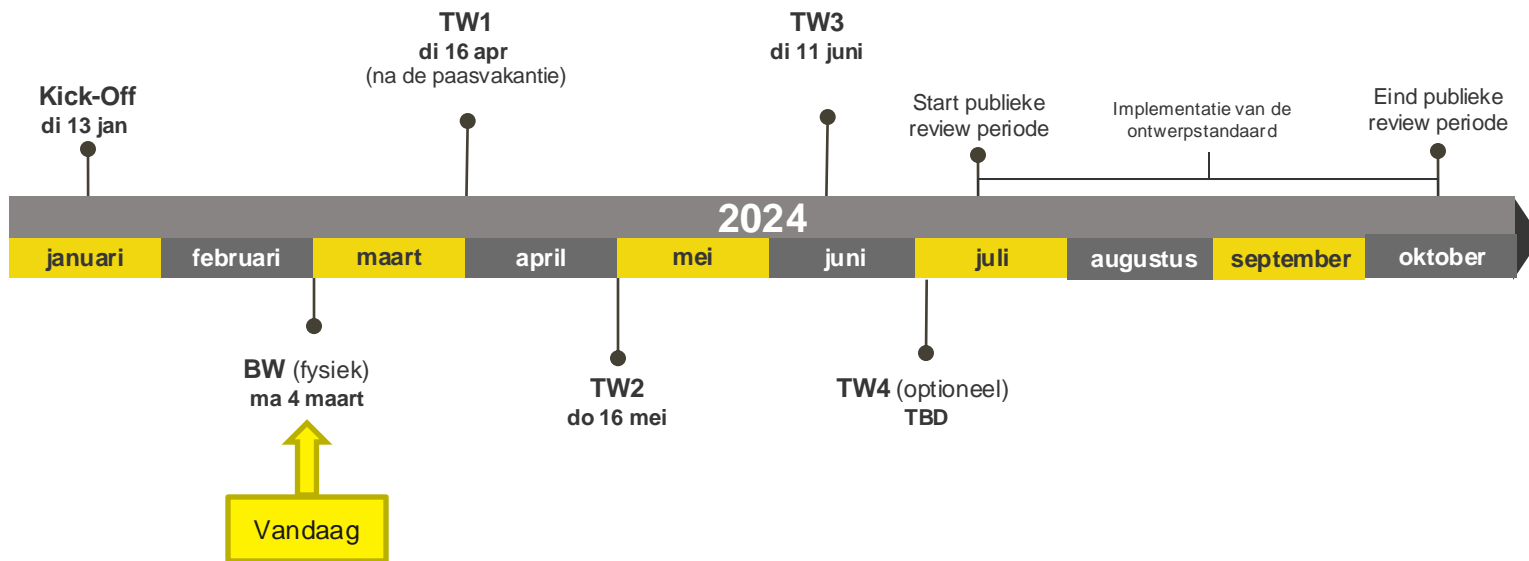 TW1
di 16 apr
(na de paasvakantie)
TW3
di 11 juni
Kick-Off
di 13 jan
Start publieke
review periode
Implementatie van de
ontwerpstandaard
Eind publieke
review periode
2024
januari
februari
maart
april
mei
juni
juli
augustus
september
oktober
BW (fysiek)
ma 4 maart
TW2
do 16 mei
TW4 (optioneel)
TBD
Vandaag